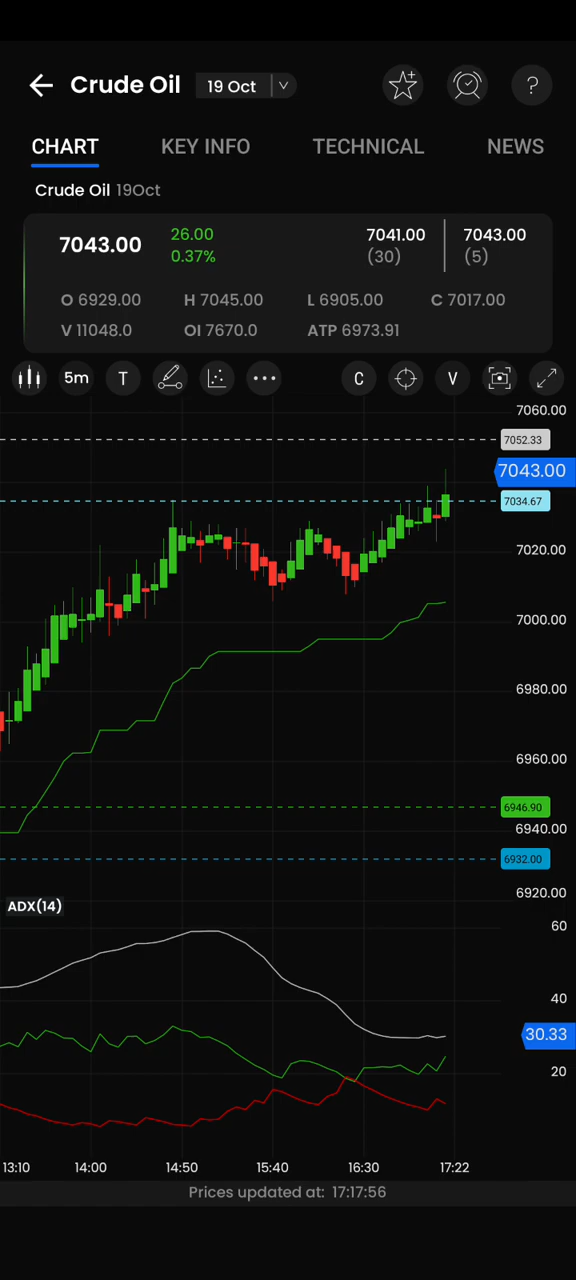 Crude Oil 19 Oct
?
CHART KEY INFO TECHNICAL NEWS
Crude Oil 19Oct
7043.00 26.00 7041.00 7043.00
0.37% (30) (5)
O 6929.00 H 7045.00 L 6905.00 C 7017.00
V 11048.0 OI 7670.0 ATP 6973.91
5m T C V
7060.00
7052.33
7043.00
7034.67
7020.00
7000.00
6980.00
6960.00
6946.90
6940.00
6932.00
6920.00
ADX(14)
60
40
30.33
20
13:10 14:00 14:50 15:40 16:30 17:22
Prices updated at: 17:17:56